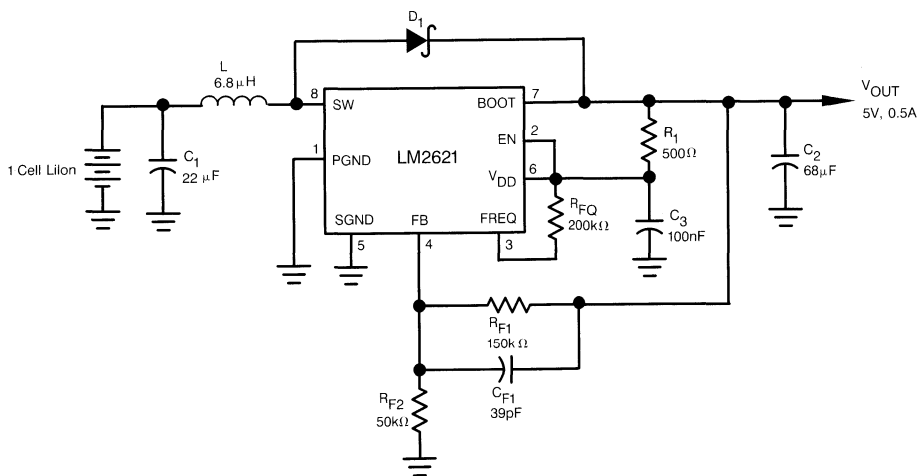 D1
L
6.8μH
8
SW
BOOT
7
VOUT
5V, 0.5A
EN
2
R1
500Ω
1 Cell LiIon
C1
22 μF
1
PGND
LM2621
VDD
6
C2
68μF
SGND
FB
FREQ
RFQ
200kΩ
C3
100nF
5
4
3
RF1
150kΩ
CF1
39pF
RF2
50kΩ